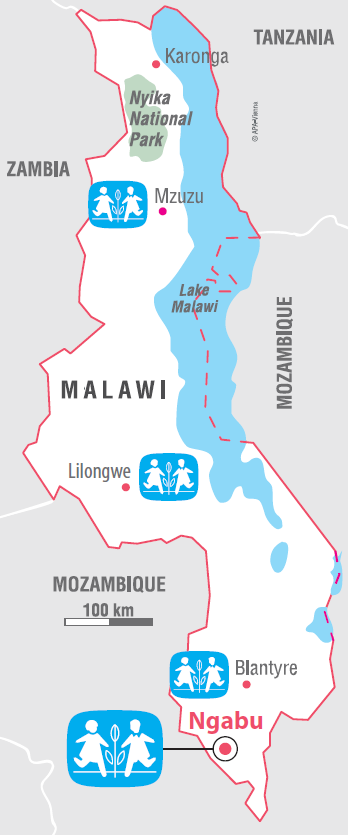 TANZANIA
Karonga
Nyika
National
Park
© APA-Vienna
ZAMBIA
Mzuzu
Lake
Malawi
MOZAMBIQUE
MALAWI
Lilongwe
MOZAMBIQUE
100 km
Blantyre
Ngabu